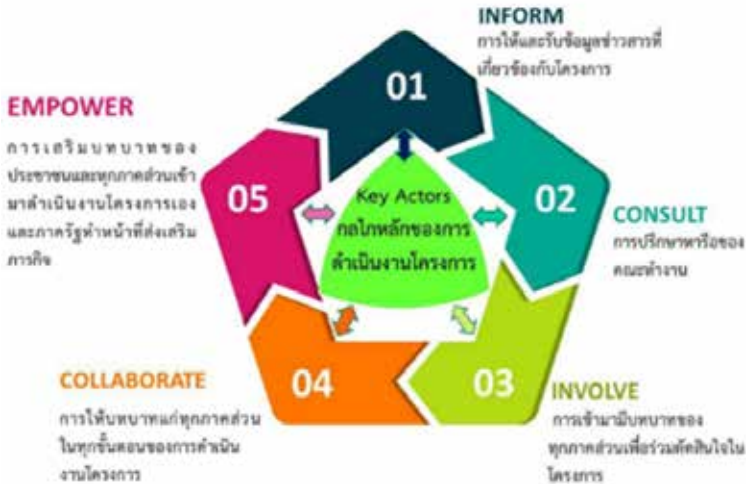 INFORM
การให้และรับข้อมูลข่าวสารที่
เกี่ยวข้องกับโครงการ
01
EMPOWER
การเสริมบทบาทของ
ประชาชนและทุกภาคส่วนเข้า
มาดำเนินงานโครงการเอง
และภาครัฐทำหน้าที่ส่งเสริม
ภารกิจ
05
Key Actors
กลไกหลักของการ
ดำเนินงานโครงการ
02
CONSULT
การปรึกษาหารือของ
คณะทำงาน
COLLABORATE
การให้บทบาทแก่ทุกภาคส่วน
ในทุกขั้นตอนของการดำเนิน
งานโครงการ
04
03
INVOLVE
การเข้ามามีบทบาทของ
ทุกภาคส่วนเพื่อร่วมตัดสินใจใน
โครงการ